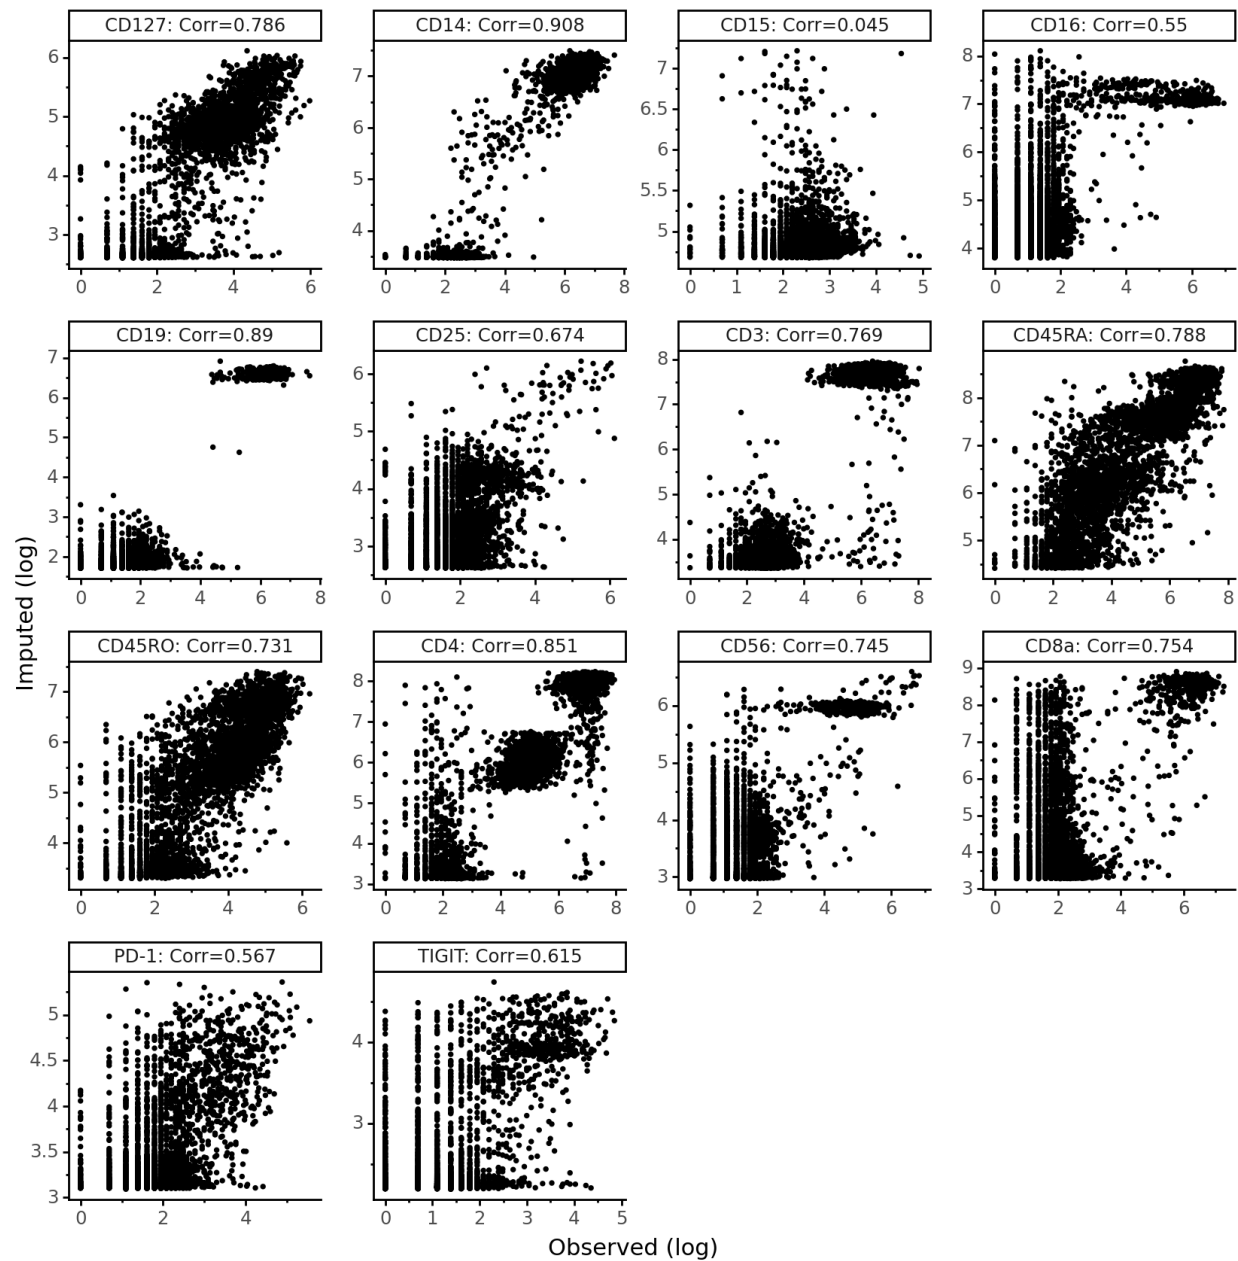 CD127: Corr=0.786
CD14: Corr=0.908
CD15: Corr=0.045
CD16: Corr=0.55
6
5
4
3
0 2 4 6
7
6
7
4
0 2 4 6 8
7
6.5
6
5.5
5
0 1 2 3 4 5
8
7
6
5
4
0 2 4 6
CD19: Corr=0.89
CD25: Corr=0.674
CD3: Corr=0.769
CD45RA: Corr=0.788
7
6
5
4
3
2
0 2 4 6 8
6
5
4
3
0 2 4 6
8
7
6
5
4
0 2 4 6 8
8
7
6
5
0 2 4 6 8
CD45RO: Corr=0.731
CD4: Corr=0.851
CD56: Corr=0.745
CD8a: Corr=0.754
7
6
5
4
0 2 4 6
8
7
6
5
4
3
0 2 4 6 8
6
5
4
3
0 2 4 6
9
8
7
6
5
4
3
0 2 4 6
PD-1: Corr=0.567
TIGIT: Corr=0.615
5
4.5
4
3.5
3
0 2 4
4
3
0 1 2 3 4 5
Imputed (log)
Observed (log)